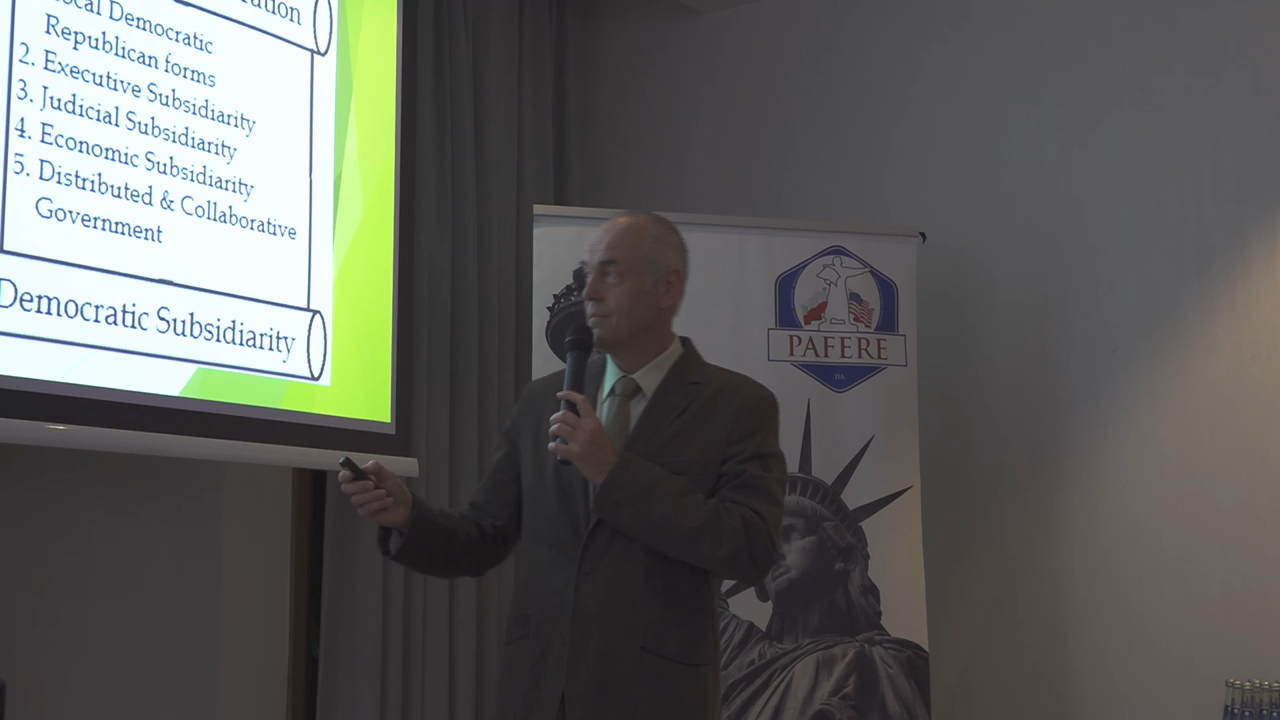 Republican forms
2. Executive Subsidiarity
3. Judicial Subsidiarity
4. Economic Subsidiarity
5. Distributed & Collaborative
Government
Democratic Subsidiarity
PAFERE